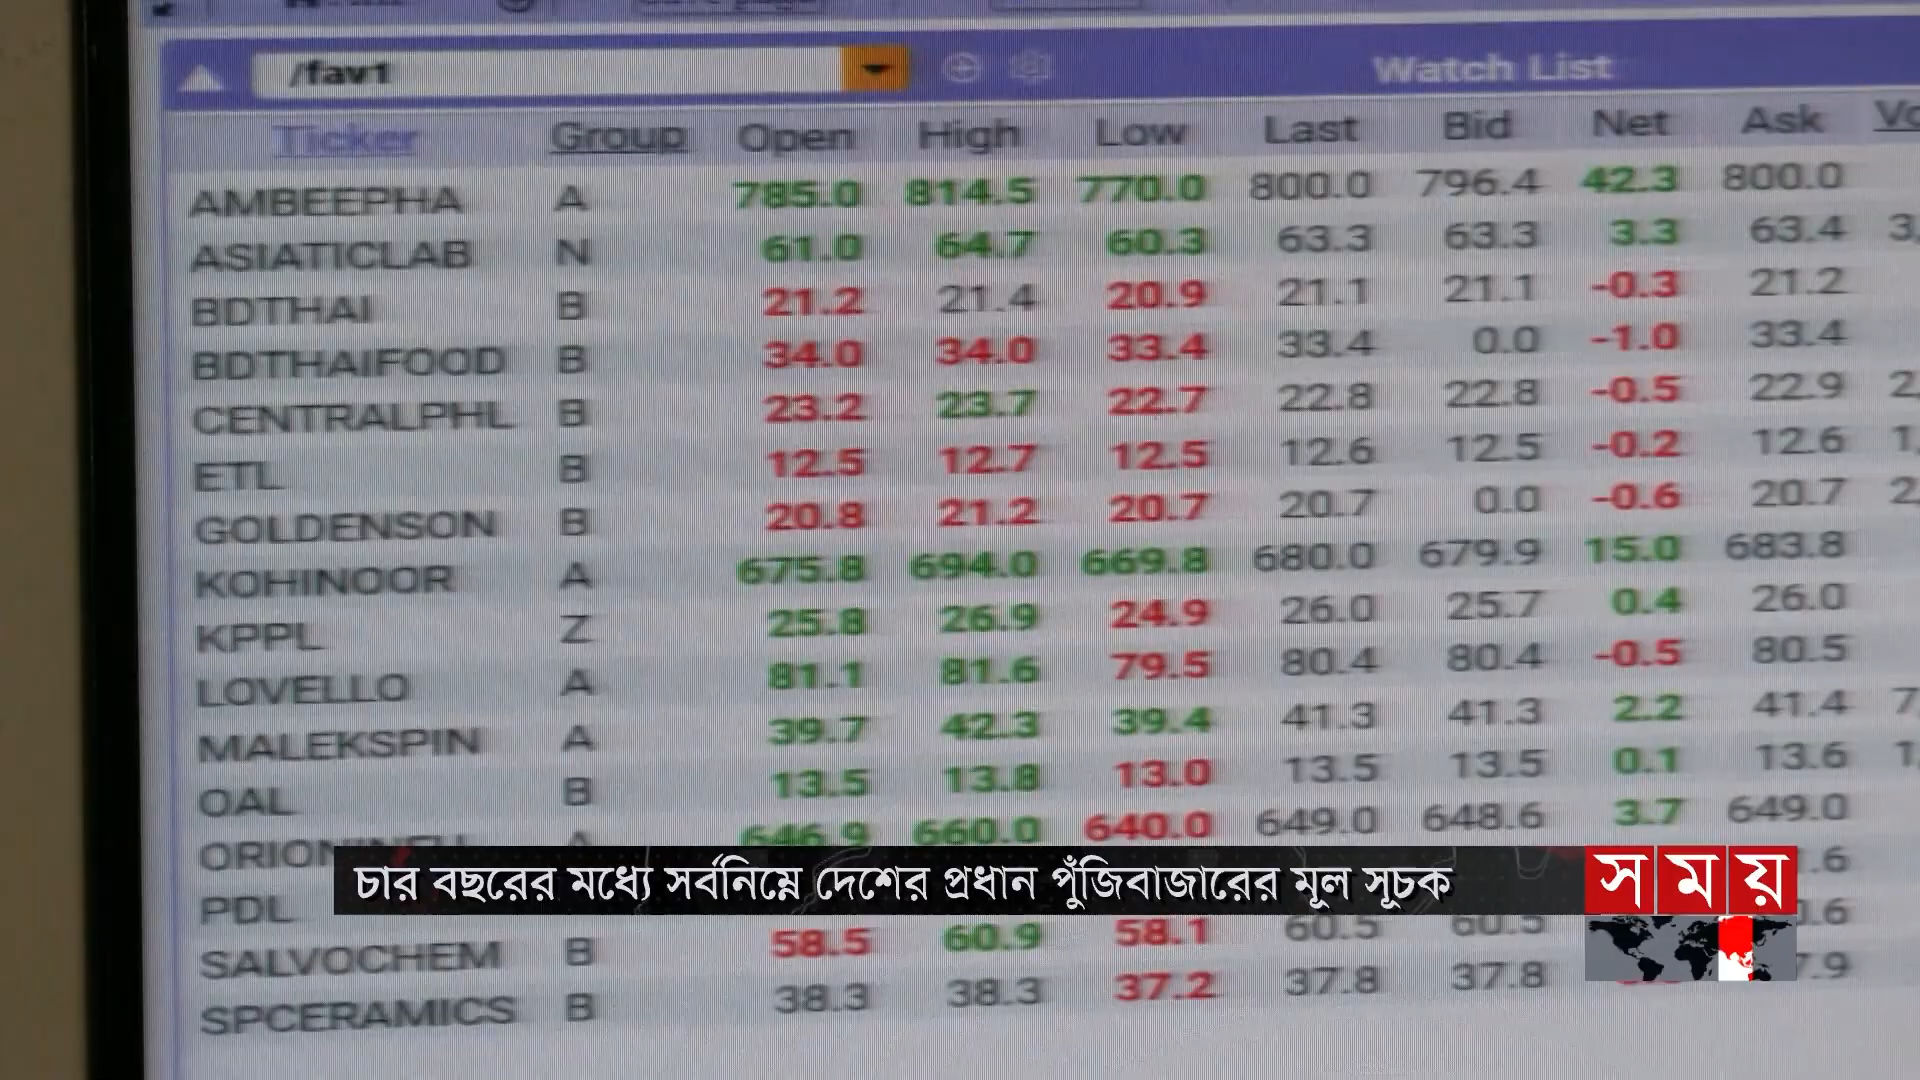 /fav1 Watch List
Ticker Group Open High Low Last Bid Net Ask
AMBEEPHA A 785.0 814.5 770.0 800.0 796.4 42.3 800.0
ASIATICLAB N 61.0 64.7 60.3 63.3 63.3 3.3 63.4
BDTHAI B 21.2 21.4 20.9 21.1 21.1 -0.3 21.2
BDTHAIFOOD B 34.0 34.0 33.4 33.4 0.0 -1.0 33.4
CENTRALPHL B 23.2 23.7 22.7 22.8 22.8 -0.5 22.9
ETL B 12.5 12.7 12.5 12.6 12.5 -0.2 12.6
GOLDENSON B 20.8 21.2 20.7 20.7 0.0 -0.6 20.7
KOHINOOR A 675.8 694.0 669.8 680.0 679.9 15.0 683.8
KPPL Z 25.8 26.9 24.9 26.0 25.7 0.4 26.0
LOVELLO A 81.1 81.6 79.5 80.4 80.4 -0.5 80.5
MALEKSPIN A 39.7 42.3 39.4 41.3 41.3 2.2 41.4
OAL B 13.5 13.8 13.0 13.5 13.5 0.1 13.6
A 646.9 660.0 640.0 649.0 648.6 3.7 649.0
চার বছরের মধ্যে সর্বনিম্নে দেশের প্রধান পুঁজিবাজারের মূল সূচক
সময়
PDL
SALVOCHEM B 58.5 60.9 58.1 60.5 60.5
SPCERAMICS B 38.3 38.3 37.2 37.8 37.8